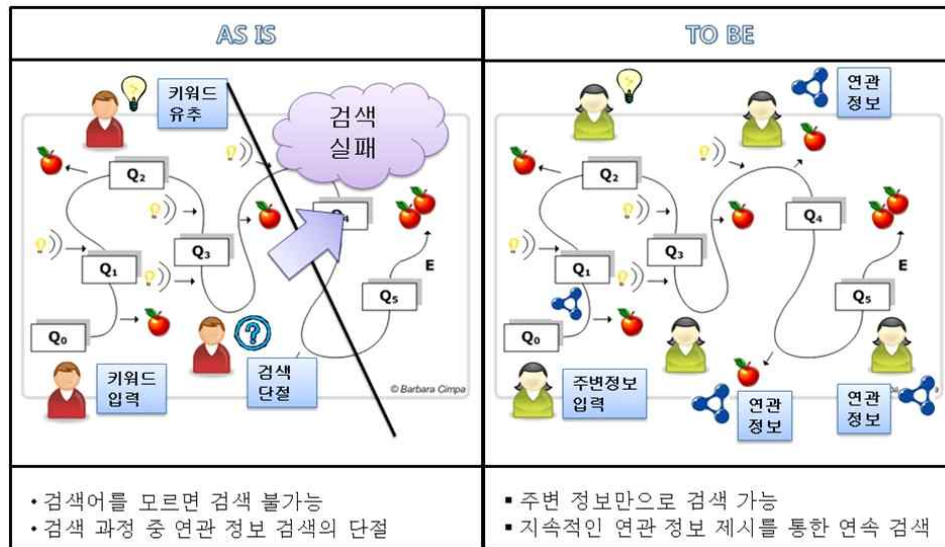 AS IS
TO BE
키워드
유추
검색
실패
Q₂
Q₁
Q₃
Q₄
Q₅
Q₀
E
키워드
입력
검색
단절
© Barbara Cimpa
연관
정보
Q₂
Q₁
Q₃
Q₄
Q₅
Q₀
E
주변정보
입력
연관
정보
연관
정보
• 검색어를 모르면 검색 불가능
• 검색 과정 중 연관 정보 검색의 단절
▪ 주변 정보만으로 검색 가능
▪ 지속적인 연관 정보 제시를 통한 연속 검색